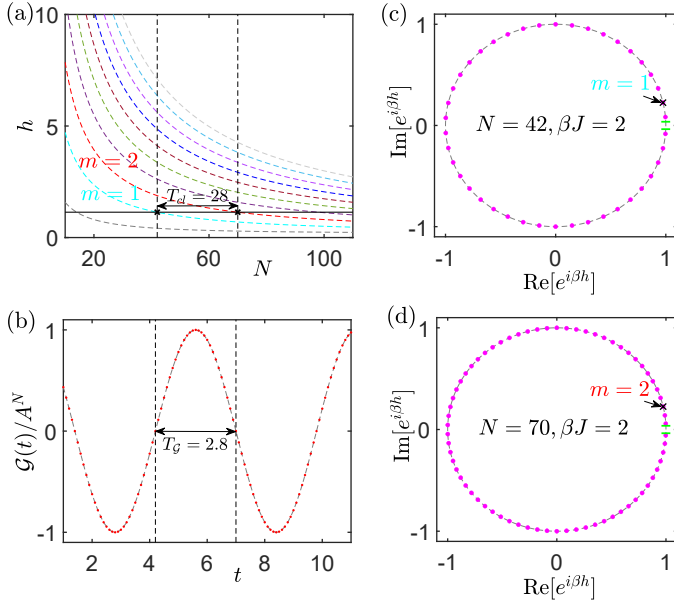 (a)
10
5
0
h
m = 2
m = 1
T_cl = 28
20
60
100
N
(b)
1
0
-1
𝒢(t)/A^N
T_𝒢 = 2.8
2
4
6
8
10
t
(c)
1
0
-1
Im[e^{iβh}]
m = 1
N = 42, βJ = 2
-1
0
1
Re[e^{iβh}]
(d)
1
0
-1
Im[e^{iβh}]
m = 2
N = 70, βJ = 2
-1
0
1
Re[e^{iβh}]